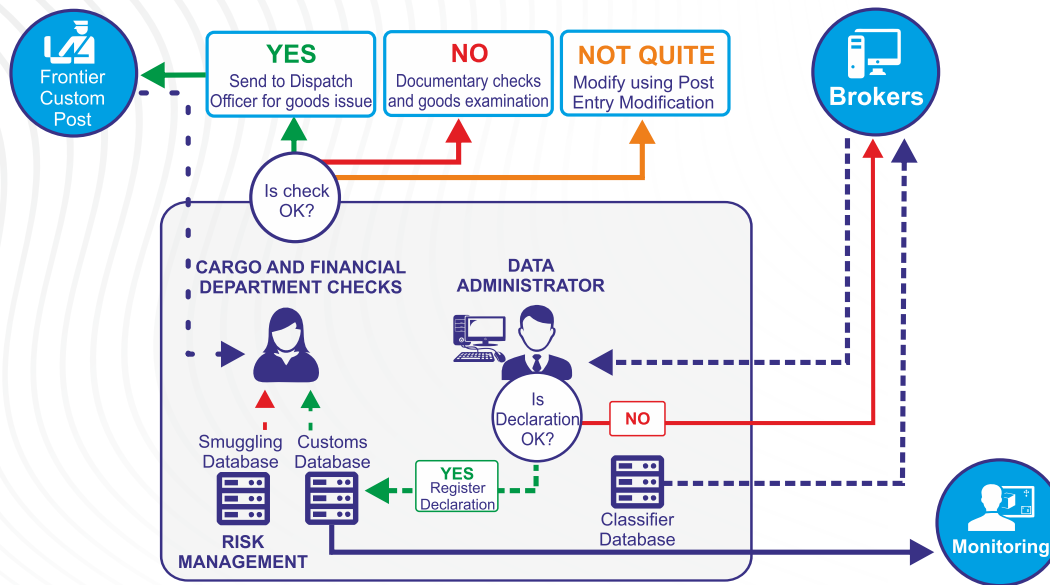 Frontier
Custom
Post
YES
Send to Dispatch
Officer for goods issue
NO
Documentary checks
and goods examination
NOT QUITE
Modify using Post
Entry Modification
Brokers
Is check
OK?
CARGO AND FINANCIAL
DEPARTMENT CHECKS
DATA
ADMINISTRATOR
Is
Declaration
OK?
NO
Smuggling
Database
Customs
Database
YES
Register
Declaration
Classifier
Database
RISK
MANAGEMENT
Monitoring